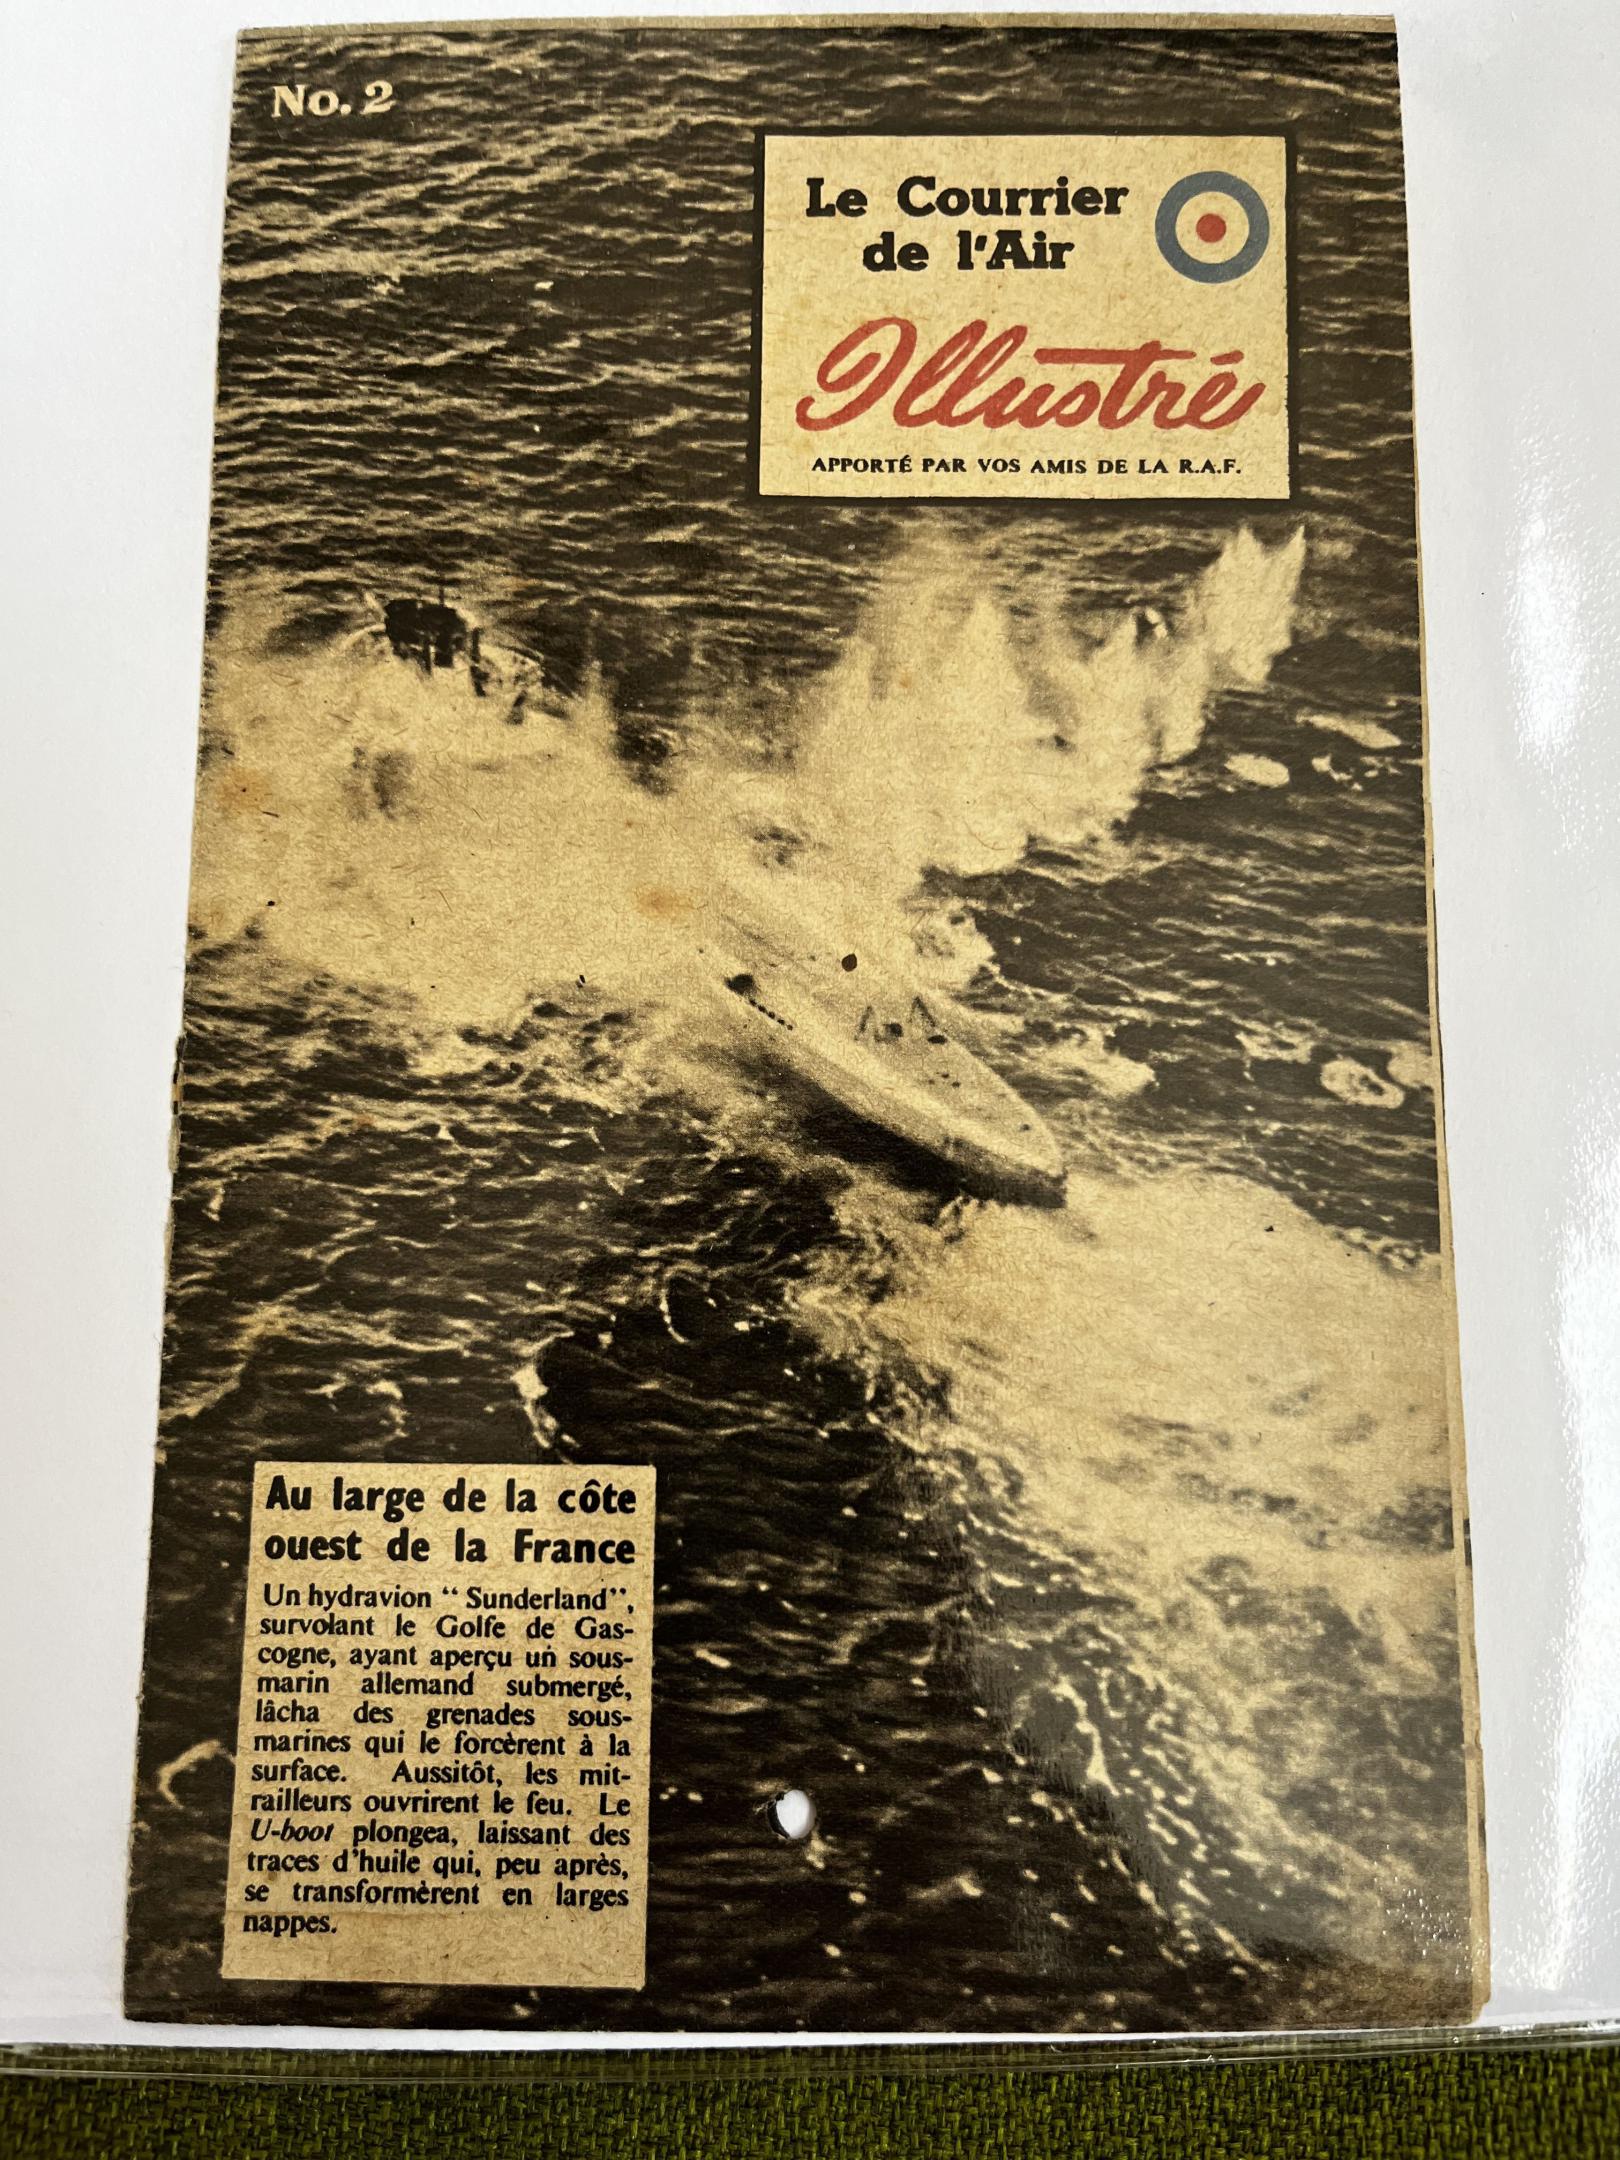 No. 2
Le Courrier
de l'Air
Illustré
APPORTÉ PAR VOS AMIS DE LA R.A.F.
Au large de la côte
ouest de la France
Un hydravion “ Sunderland”,
survolant le Golfe de Gas-
cogne, ayant aperçu un sous-
marin allemand submergé,
lâcha des grenades sous-
marines qui le forcèrent à la
surface. Aussitôt, les mit-
railleurs ouvrirent le feu. Le
U-boot plongea, laissant des
traces d'huile qui, peu après,
se transformèrent en larges
nappes.